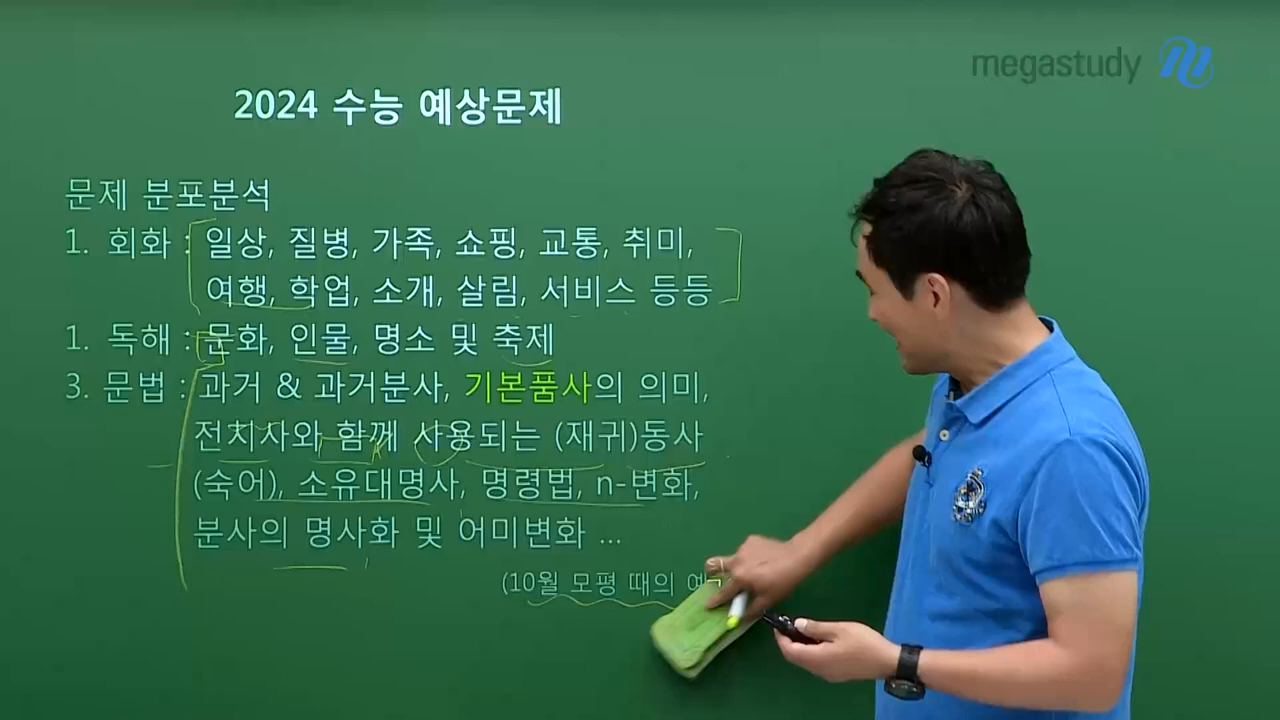 megastudy
2024 수능 예상문제
문제 분포분석
1. 회화 : 일상, 질병, 가족, 쇼핑, 교통, 취미,
여행, 학업, 소개, 살림, 서비스 등등
1. 독해 : 문화, 인물, 명소 및 축제
3. 문법 : 과거 & 과거분사, 기본품사의 의미,
전치사와 함께 사용되는 (재귀)동사
(숙어), 소유대명사, 명령법, n-변화,
분사의 명사화 및 어미변화 ...
(10월 모평 때의